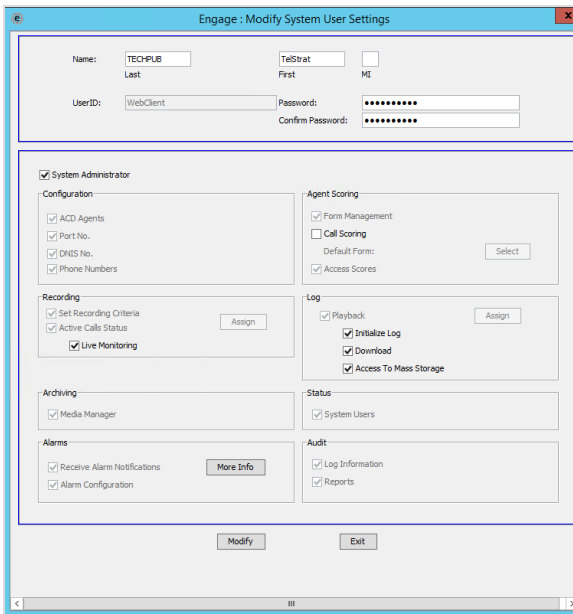 e Engage : Modify System User Settings x
Name: TECHPUB TelStrat
Last First MI
UserID: WebClient Password: ●●●●●●●●●●
Confirm Password: ●●●●●●●●●●
System Administrator
Configuration
ACD Agents
Port No.
DNIS No.
Phone Numbers
Agent Scoring
Form Management
Call Scoring
Default Form: Select
Access Scores
Recording
Set Recording Criteria
Active Calls Status
Assign
Live Monitoring
Log
Playback Assign
Initialize Log
Download
Access To Mass Storage
Archiving
Media Manager
Status
System Users
Alarms
Receive Alarm Notifications More Info
Alarm Configuration
Audit
Log Information
Reports
Modify Exit